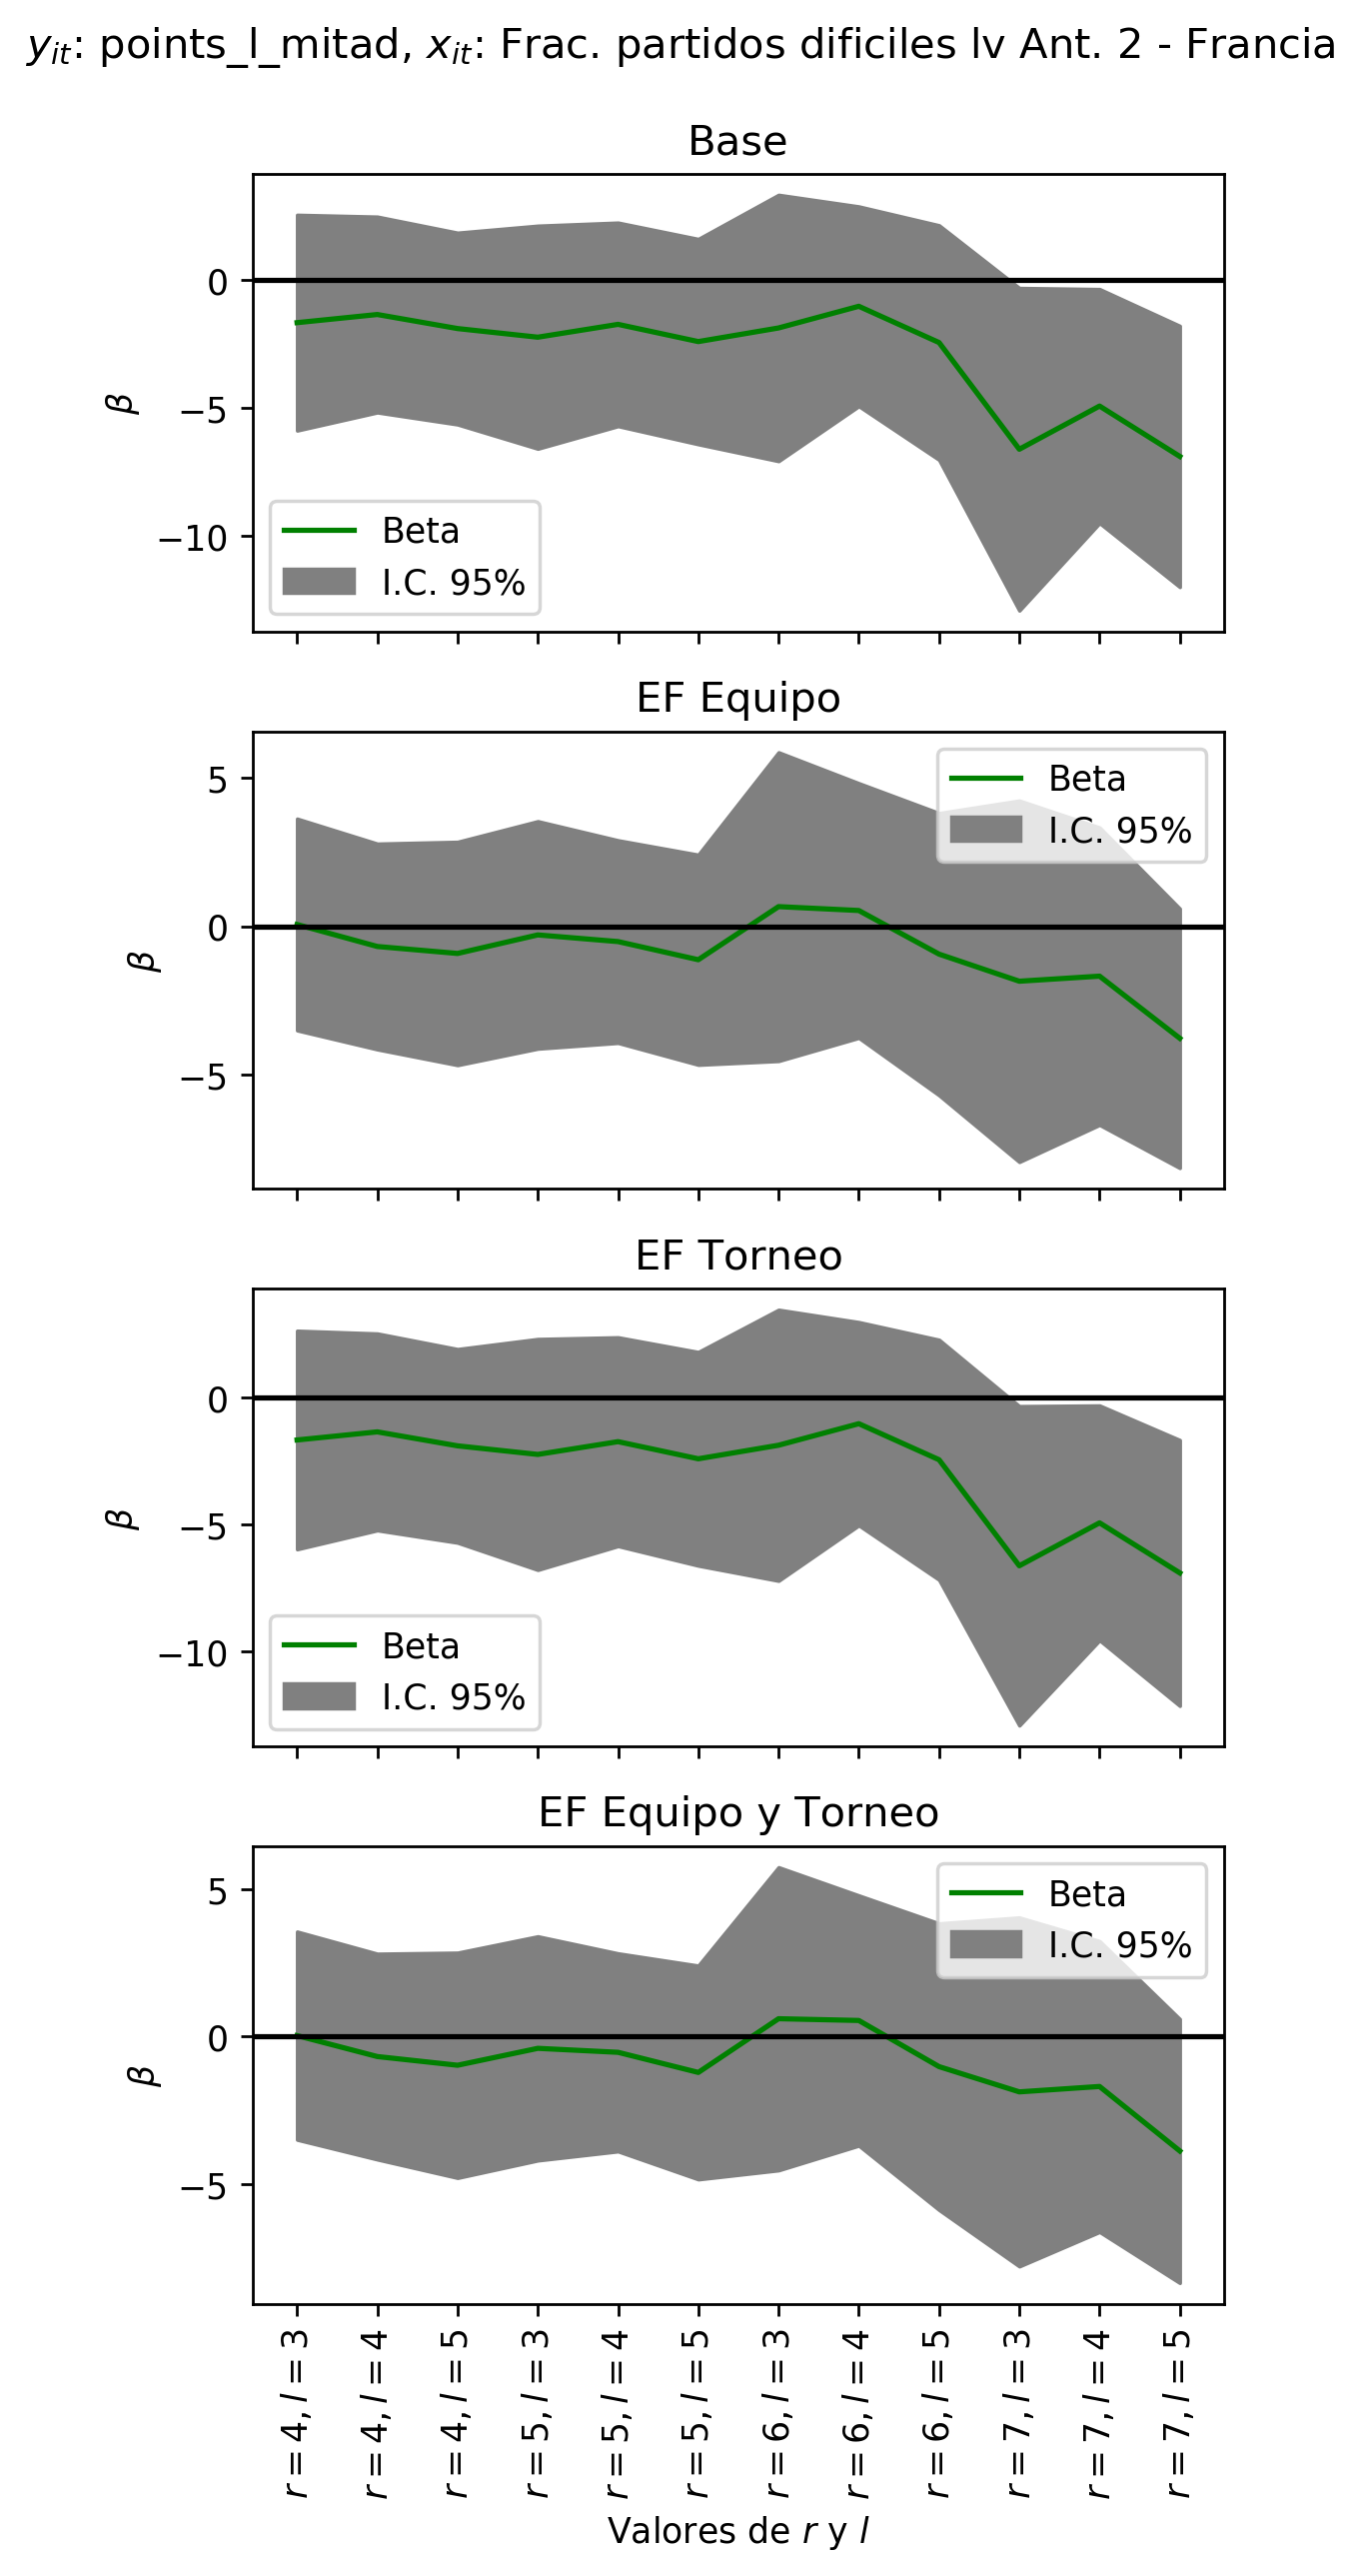 y_it: points_l_mitad, x_it: Frac. partidos dificiles lv Ant. 2 - Francia
Base
0
−5
−10
β
Beta
I.C. 95%
EF Equipo
5
0
−5
β
Beta
I.C. 95%
EF Torneo
0
−5
−10
β
Beta
I.C. 95%
EF Equipo y Torneo
5
0
−5
β
Beta
I.C. 95%
r = 4, l = 3
r = 4, l = 4
r = 4, l = 5
r = 5, l = 3
r = 5, l = 4
r = 5, l = 5
r = 6, l = 3
r = 6, l = 4
r = 6, l = 5
r = 7, l = 3
r = 7, l = 4
r = 7, l = 5
Valores de r y l